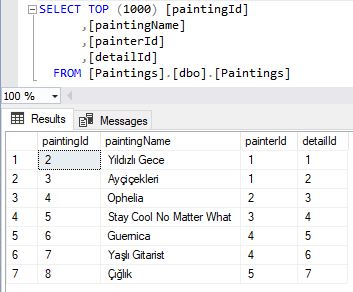 SELECT TOP (1000) [paintingId]
,[paintingName]
,[painterId]
,[detailId]
FROM [Paintings].[dbo].[Paintings]
100 %
Results Messages
paintingId paintingName painterId detailId
1 2 Yıldızlı Gece 1 1
2 3 Ayçiçekleri 1 2
3 4 Ophelia 2 3
4 5 Stay Cool No Matter What 3 4
5 6 Guernica 4 5
6 7 Yaşlı Gitarist 4 6
7 8 Çığlık 5 7